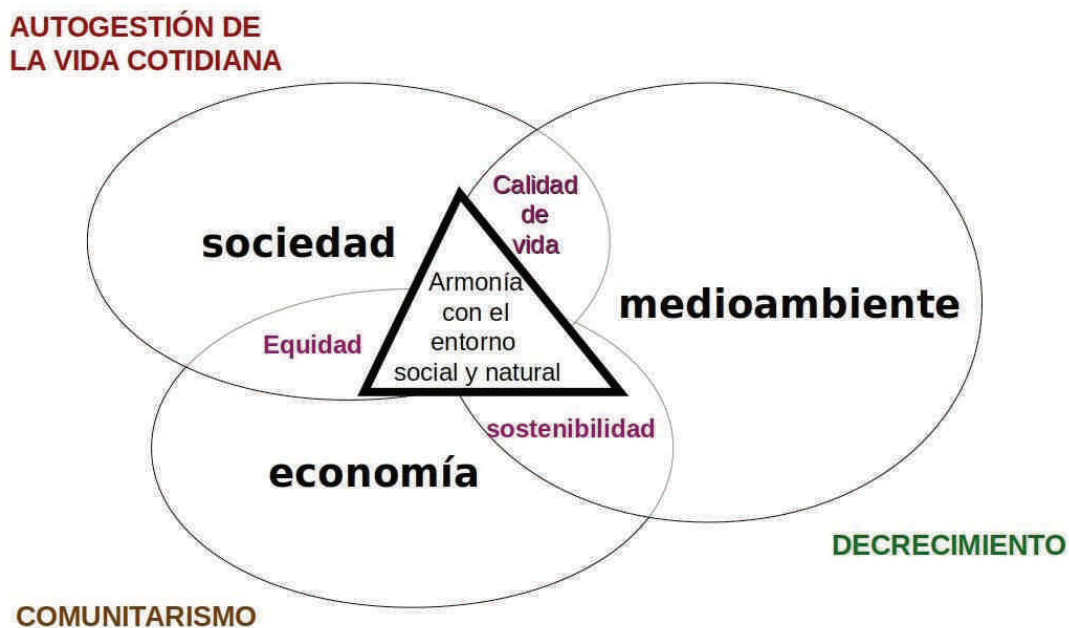 AUTOGESTIÓN DE
LA VIDA COTIDIANA
Calidad
de
vida
sociedad
medioambiente
Armonía
con el
entorno
social y natural
Equidad
sostenibilidad
economía
DECRECIMIENTO
COMUNITARISMO